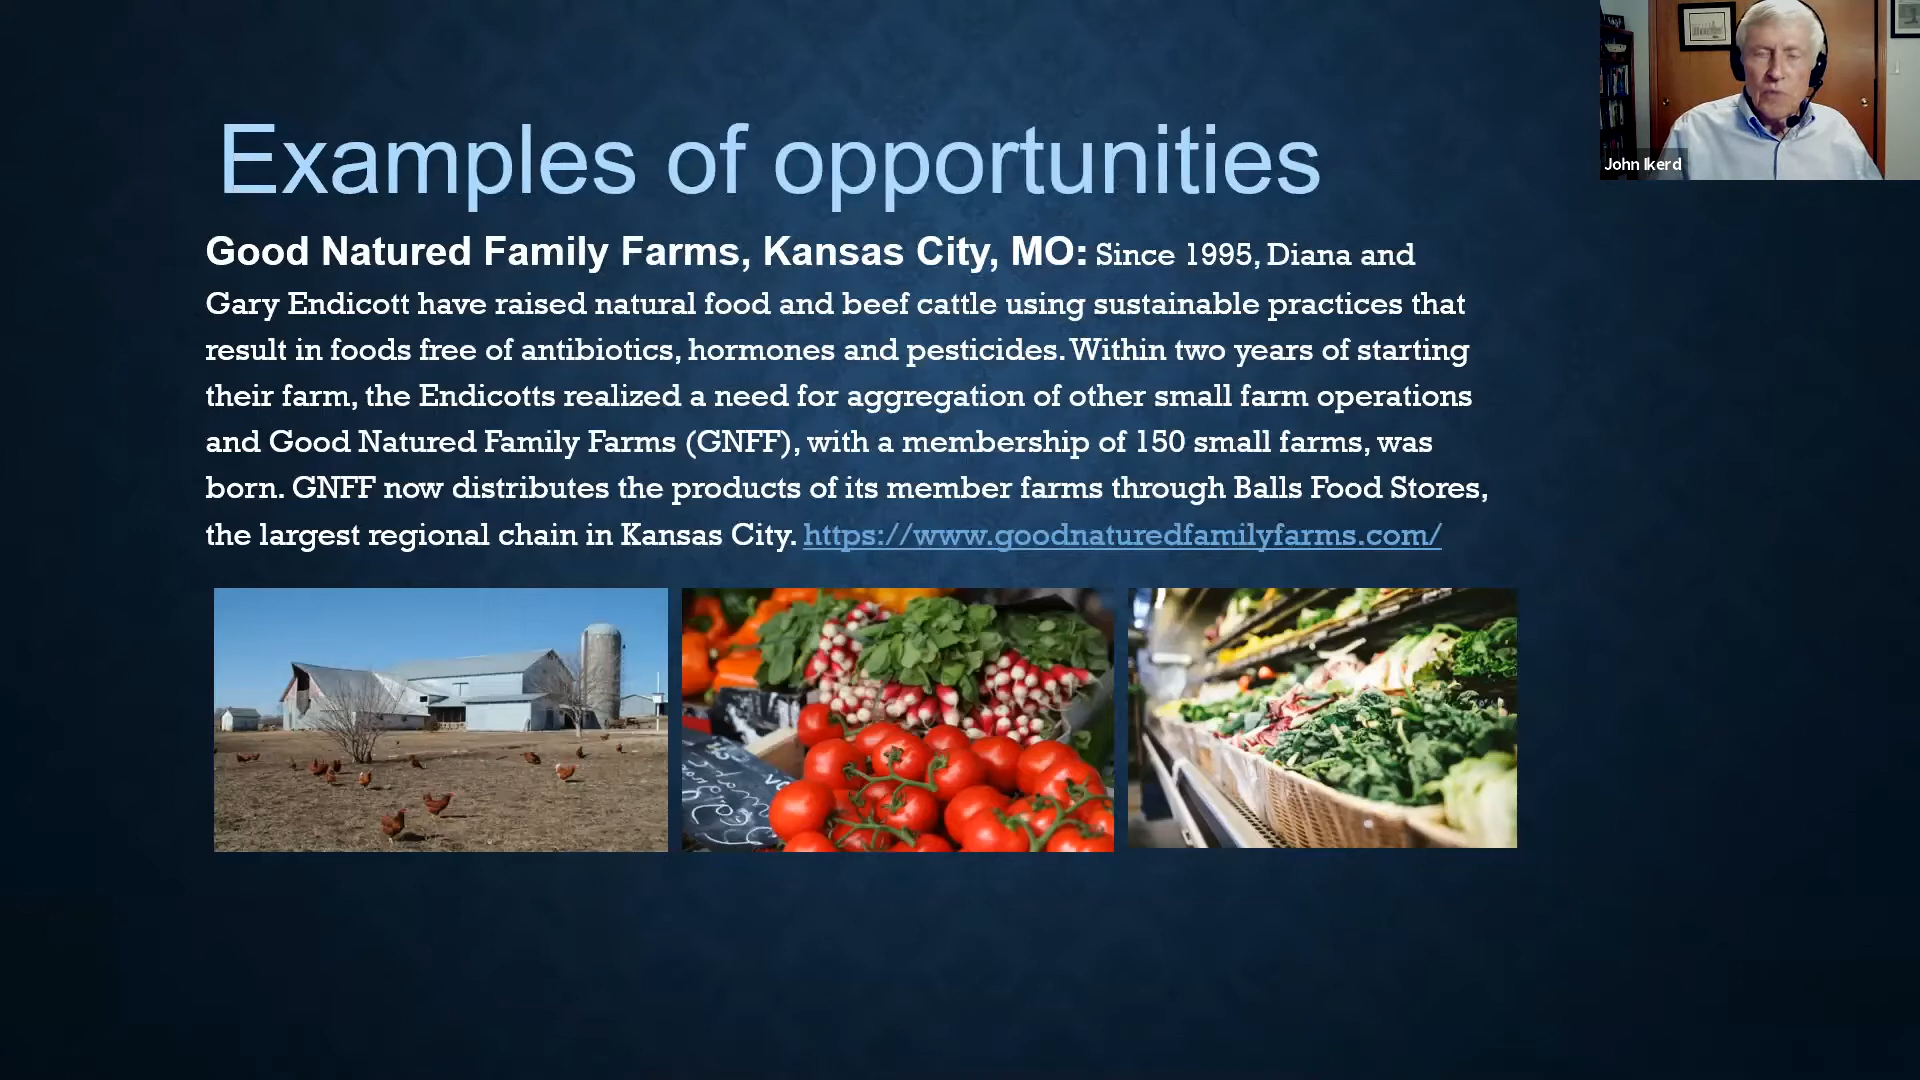 Examples of opportunities
John Ikerd
Good Natured Family Farms, Kansas City, MO: Since 1995, Diana and
Gary Endicott have raised natural food and beef cattle using sustainable practices that
result in foods free of antibiotics, hormones and pesticides. Within two years of starting
their farm, the Endicotts realized a need for aggregation of other small farm operations
and Good Natured Family Farms (GNFF), with a membership of 150 small farms, was
born. GNFF now distributes the products of its member farms through Balls Food Stores,
the largest regional chain in Kansas City. https://www.goodnaturedfamilyfarms.com/